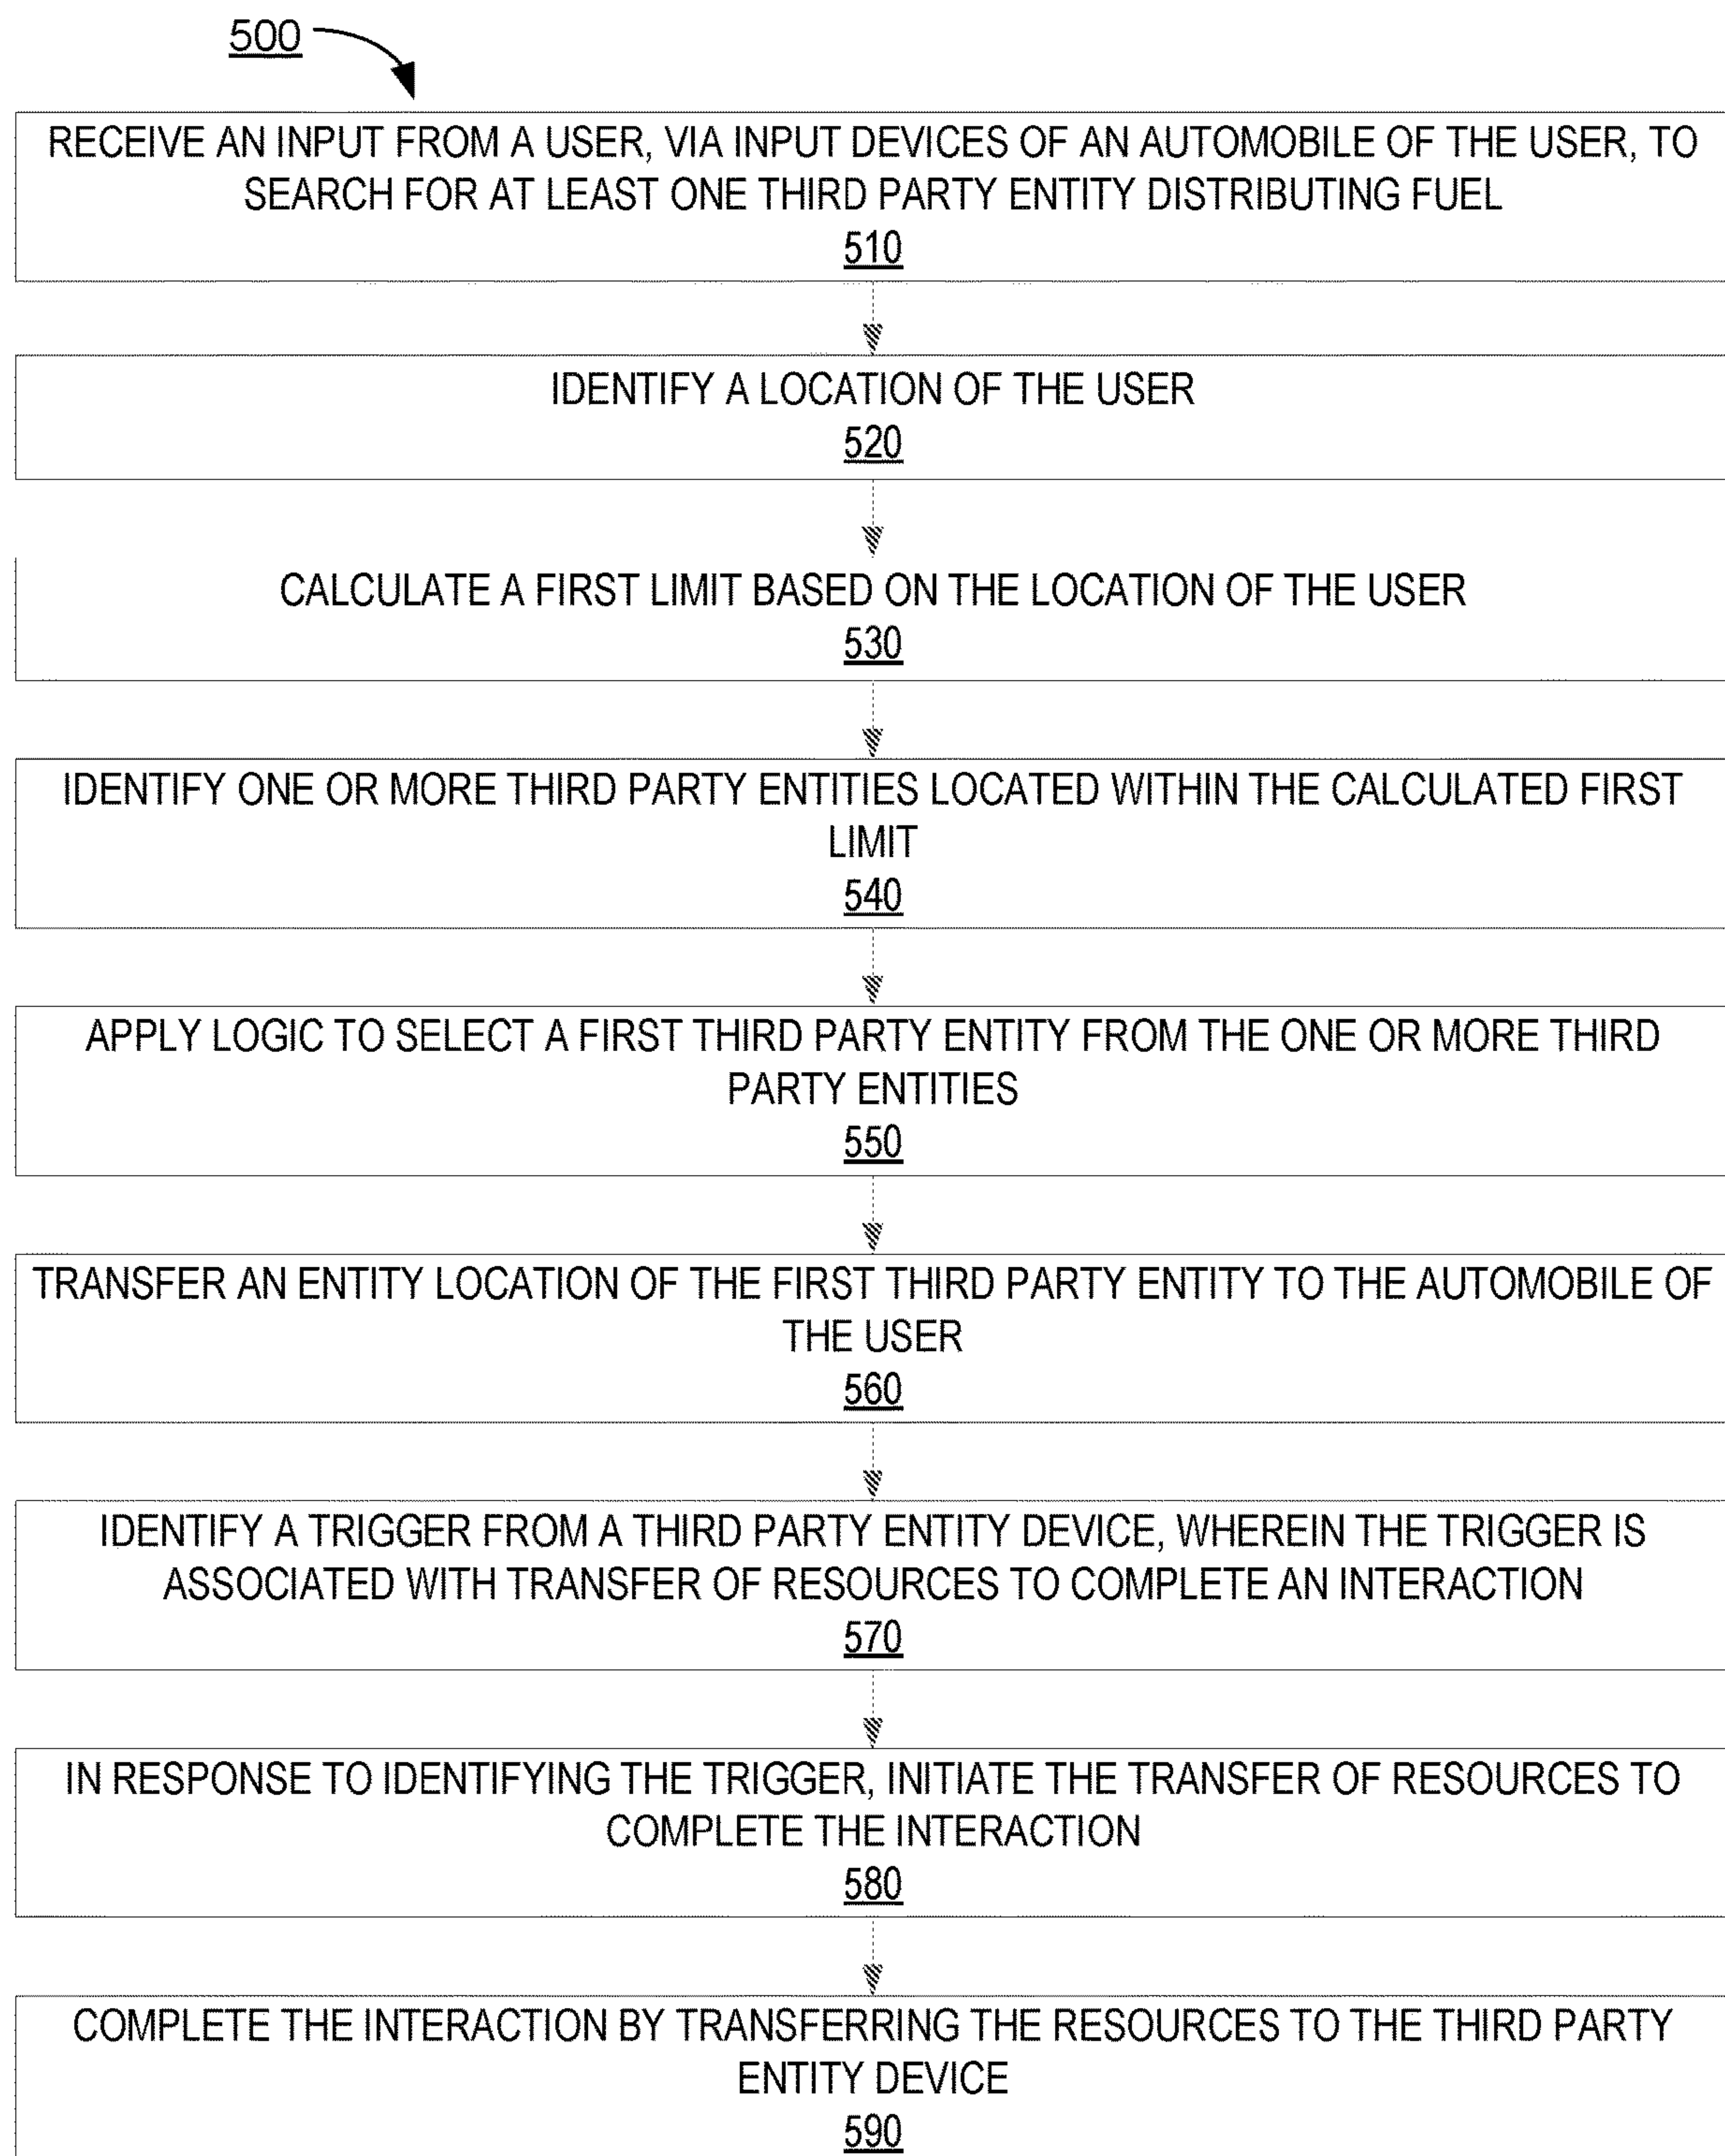 500
RECEIVE AN INPUT FROM A USER, VIA INPUT DEVICES OF AN AUTOMOBILE OF THE USER, TO
SEARCH FOR AT LEAST ONE THIRD PARTY ENTITY DISTRIBUTING FUEL
510
IDENTIFY A LOCATION OF THE USER
520
CALCULATE A FIRST LIMIT BASED ON THE LOCATION OF THE USER
530
IDENTIFY ONE OR MORE THIRD PARTY ENTITIES LOCATED WITHIN THE CALCULATED FIRST
LIMIT
540
APPLY LOGIC TO SELECT A FIRST THIRD PARTY ENTITY FROM THE ONE OR MORE THIRD
PARTY ENTITIES
550
TRANSFER AN ENTITY LOCATION OF THE FIRST THIRD PARTY ENTITY TO THE AUTOMOBILE OF
THE USER
560
IDENTIFY A TRIGGER FROM A THIRD PARTY ENTITY DEVICE, WHEREIN THE TRIGGER IS
ASSOCIATED WITH TRANSFER OF RESOURCES TO COMPLETE AN INTERACTION
570
IN RESPONSE TO IDENTIFYING THE TRIGGER, INITIATE THE TRANSFER OF RESOURCES TO
COMPLETE THE INTERACTION
580
COMPLETE THE INTERACTION BY TRANSFERRING THE RESOURCES TO THE THIRD PARTY
ENTITY DEVICE
590